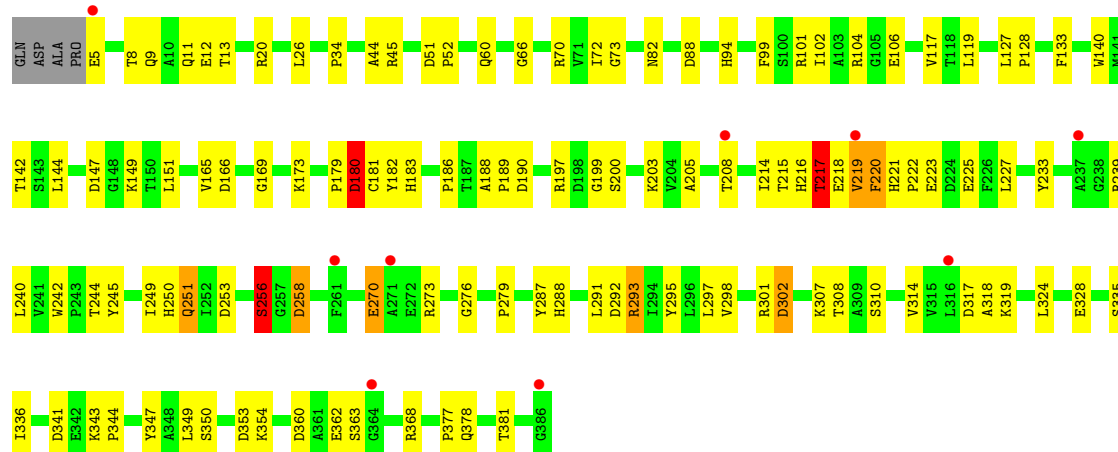 GLN ASP ALA PRO E5 T8 Q9 A10 Q11 E12 T13 R20 L26 P34 A44 R45 D51 P52 Q60 G66 R70 V71 I72 G73 N82 D88 H94 F99 S100 R101 I102 A103 R104 G105 E106 V117 T118 L119 L127 P128 F133 W140 M141
T142 S143 L144 D147 G148 K149 T150 L151 V165 D166 G169 K173 P179 D180 C181 Y182 H183 P186 T187 A188 P189 D190 R197 D198 G199 S200 K203 V204 A205 T208 I214 T215 H216 T217 E218 V219 F220 H221 P222 E223 D224 E225 F226 L227 Y233 A237 G238 R239
L240 V241 W242 P243 T244 Y245 I249 H250 Q251 I252 D253 S256 G257 D258 F261 E270 A271 E272 R273 G276 P279 Y287 H288 L291 D292 R293 I294 Y295 L296 L297 V298 R301 D302 K307 T308 A309 S310 V314 V315 L316 D317 A318 K319 L324 E328 S335
I336 D341 E342 K343 P344 Y347 A348 L349 S350 D353 K354 D360 A361 E362 S363 G364 R368 P377 Q378 T381 G386